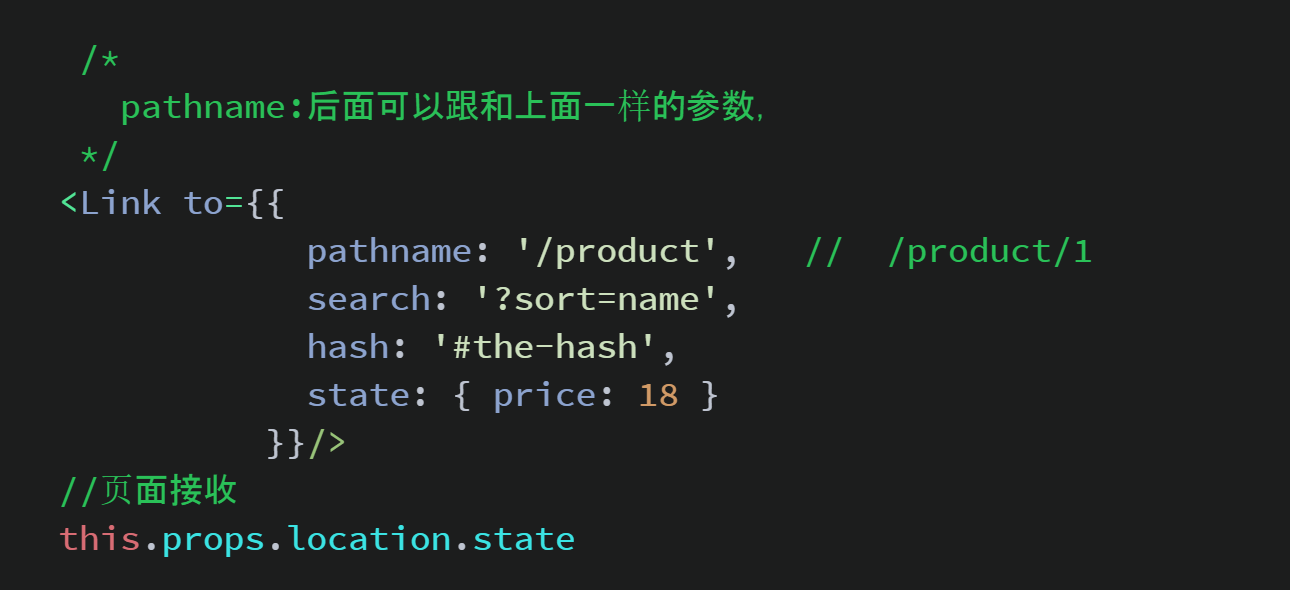 /*
pathname:后面可以跟和上面一样的参数,
*/
<Link to={{
pathname: '/product', // /product/1
search: '?sort=name',
hash: '#the-hash',
state: { price: 18 }
}}/>
//页面接收
this.props.location.state